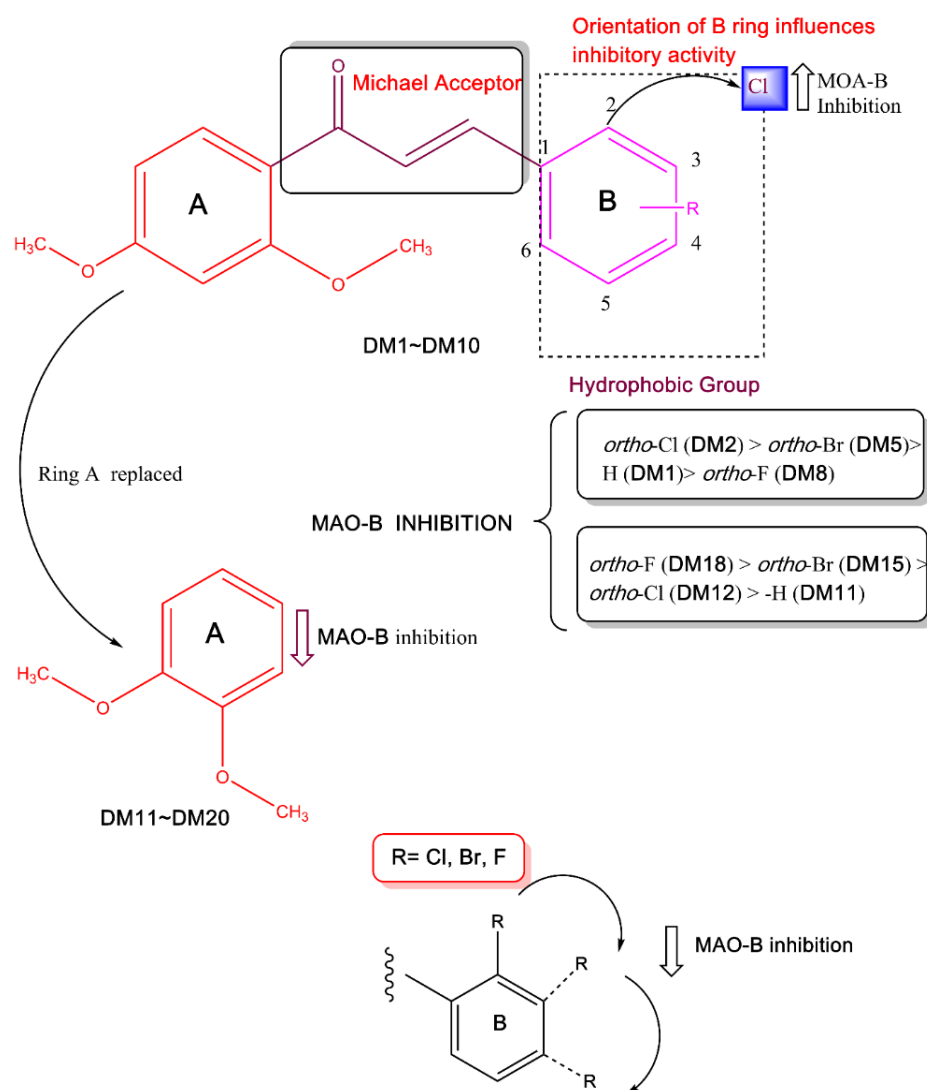 Orientation of B ring influences
inhibitory activity
O
Michael Acceptor
Cl
MOA-B
Inhibition
2
1
3
A
B
R
H₃C
O
O
CH₃
6
4
5
DM1~DM10
Hydrophobic Group
ortho-Cl (DM2) > ortho-Br (DM5)>
H (DM1)> ortho-F (DM8)
Ring A replaced
MAO-B INHIBITION
ortho-F (DM18) > ortho-Br (DM15) >
ortho-Cl (DM12) > -H (DM11)
A
MAO-B inhibition
H₃C
O
O
CH₃
DM11~DM20
R= Cl, Br, F
R
R
MAO-B inhibition
B
R